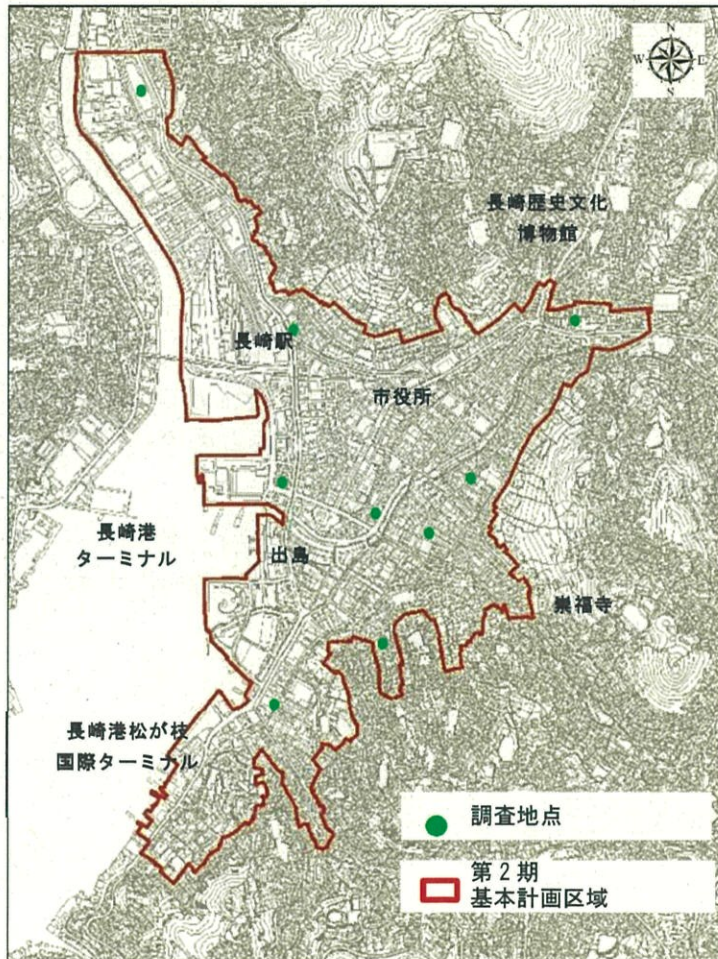 N
W
E
S
長崎歴史文化
博物館
長崎駅
市役所
長崎港
ターミナル
出島
崇福寺
長崎港松が枝
国際ターミナル
調査地点
第2期
基本計画区域